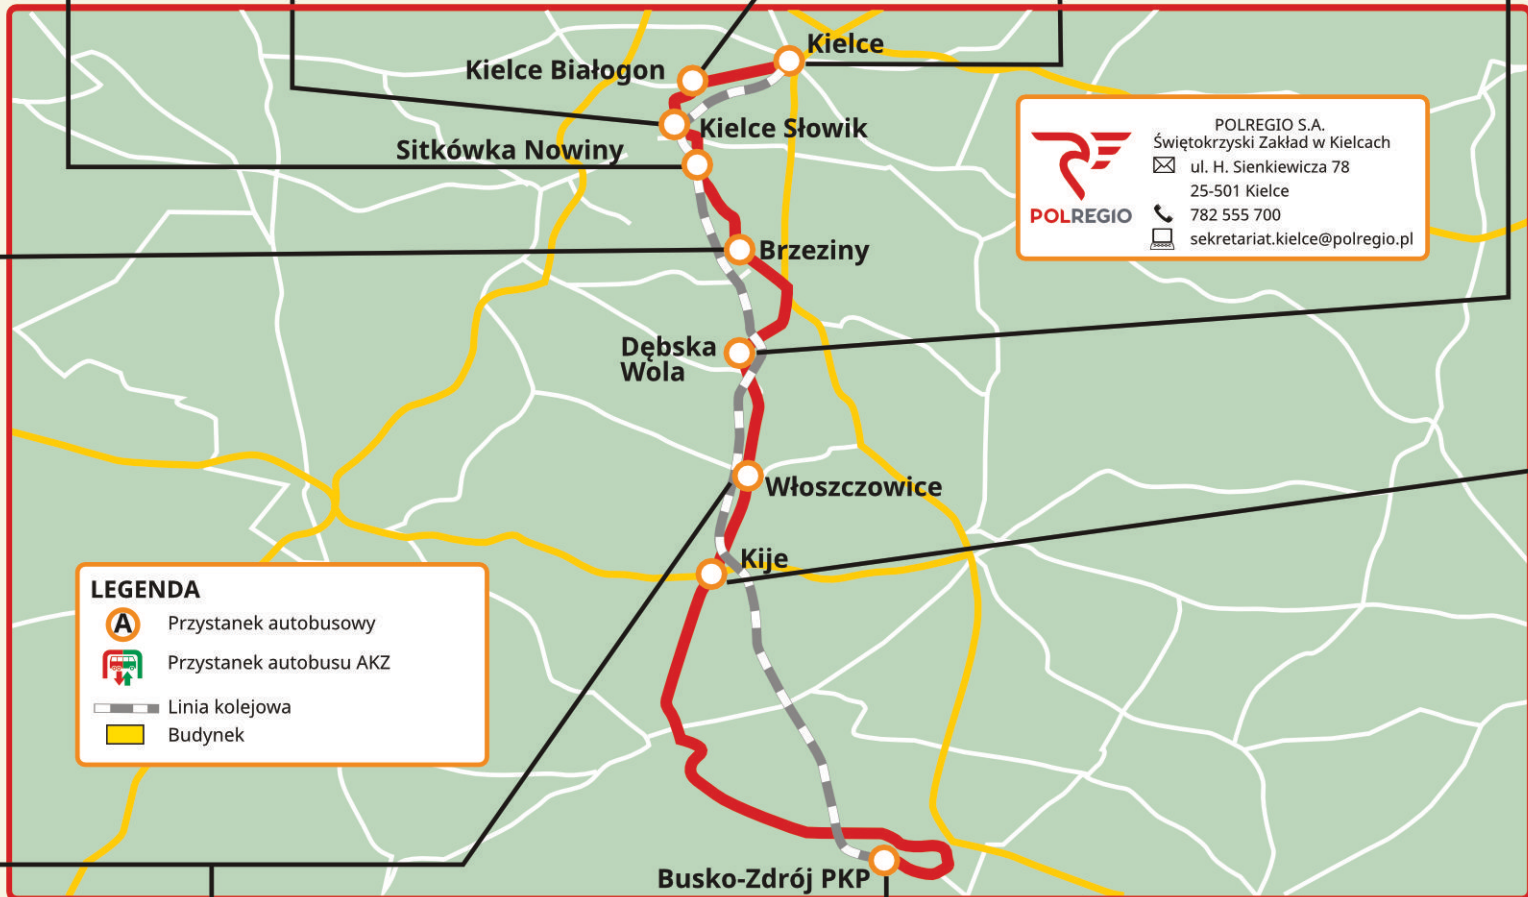 Kielce
Kielce Białogon
Kielce Słowik
Sitkówka Nowiny
POLREGIO S.A.
Świętokrzyski Zakład w Kielcach
ul. H. Sienkiewicza 78
25-501 Kielce
POLREGIO
782 555 700
sekretariat.kielce@polregio.pl
Brzeziny
Dębska
Wola
Włoszczowice
Kije
LEGENDA
A Przystanek autobusowy
Przystanek autobusu AKZ
Linia kolejowa
Budynek
Busko-Zdrój PKP